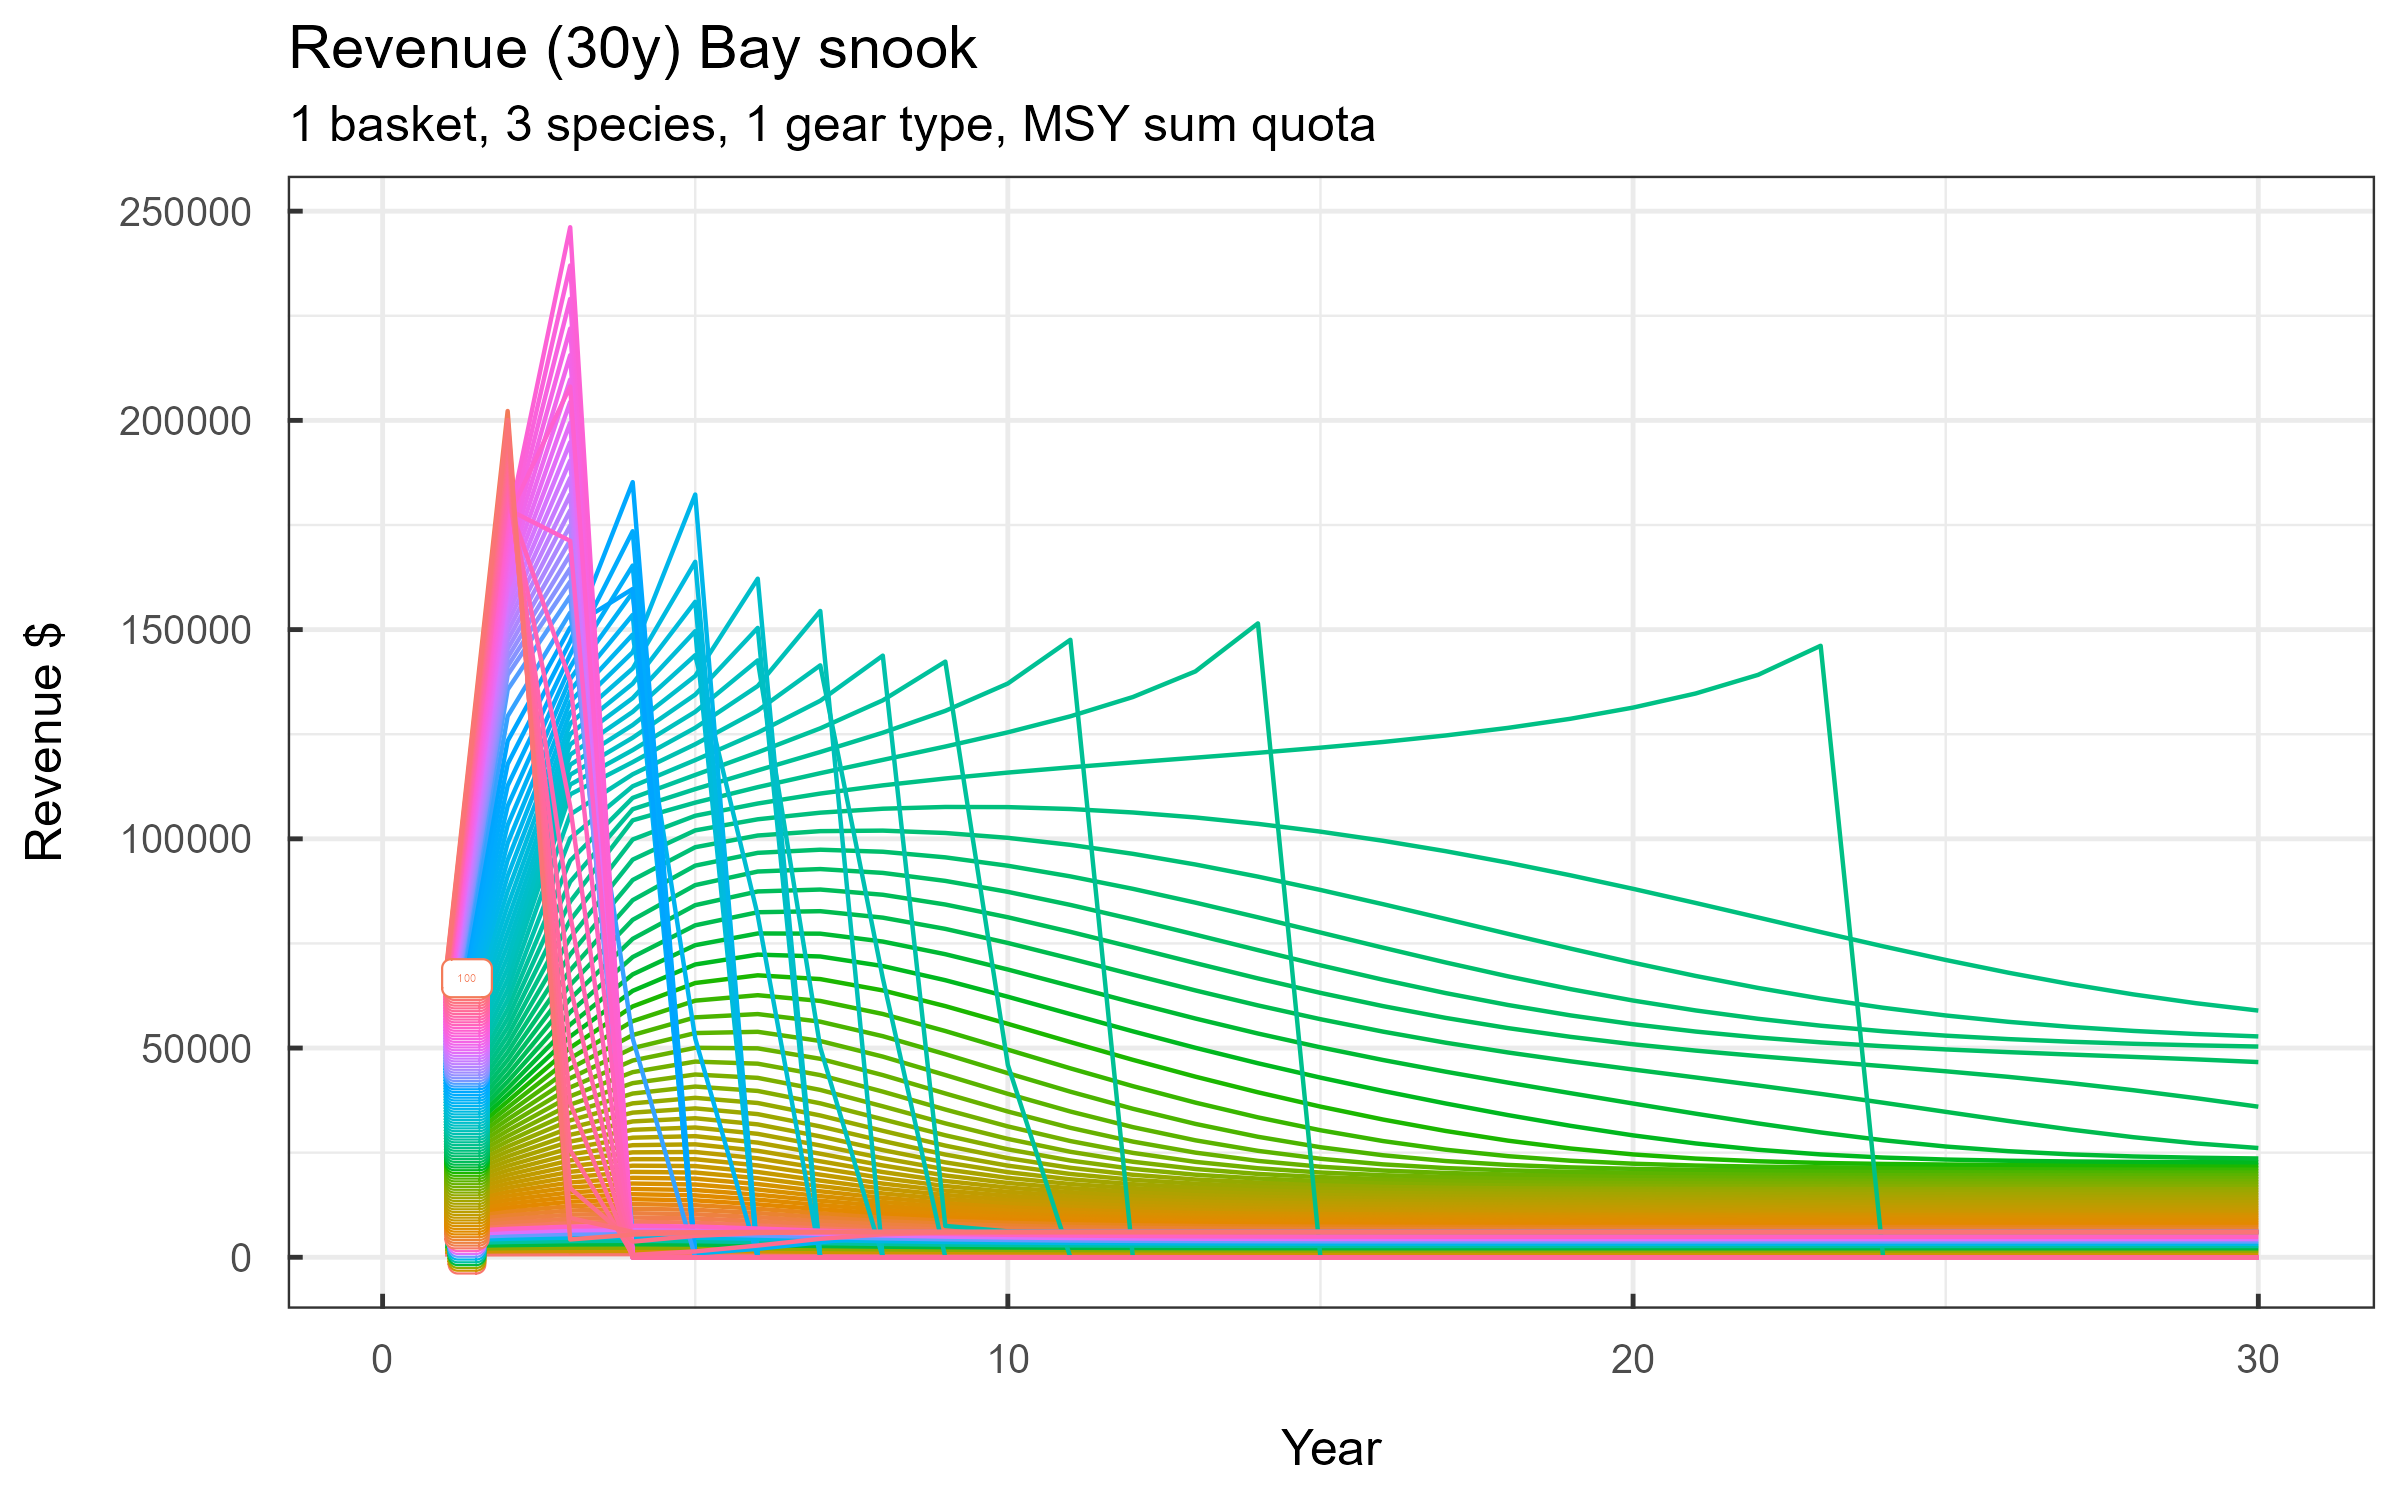 Revenue (30y) Bay snook
1 basket, 3 species, 1 gear type, MSY sum quota
Revenue $
250000
200000
150000
100000
50000
0
100
0 10 20 30
Year